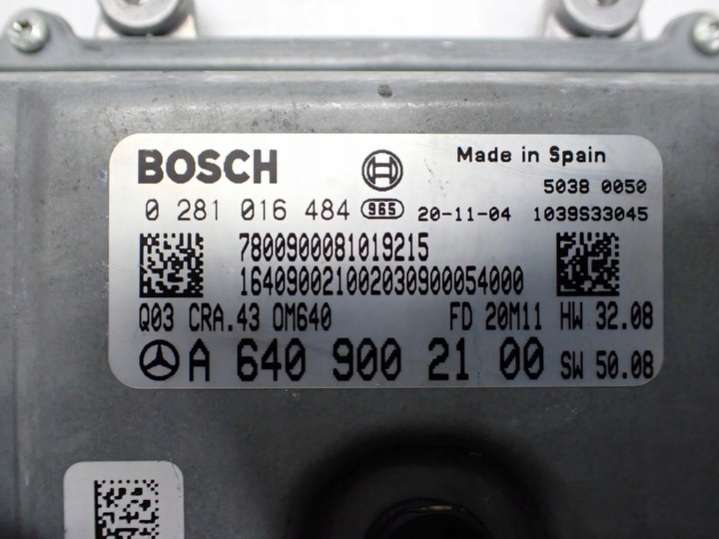 BOSCH Made in Spain
5038 0050
0 281 016 484 965 20-11-04 1039S33045
7800900081019215
164090021002030900054000
Q03 CRA.43 OM640 FD 20M11 HW 32.08
A 640 900 21 00 SW 50.08